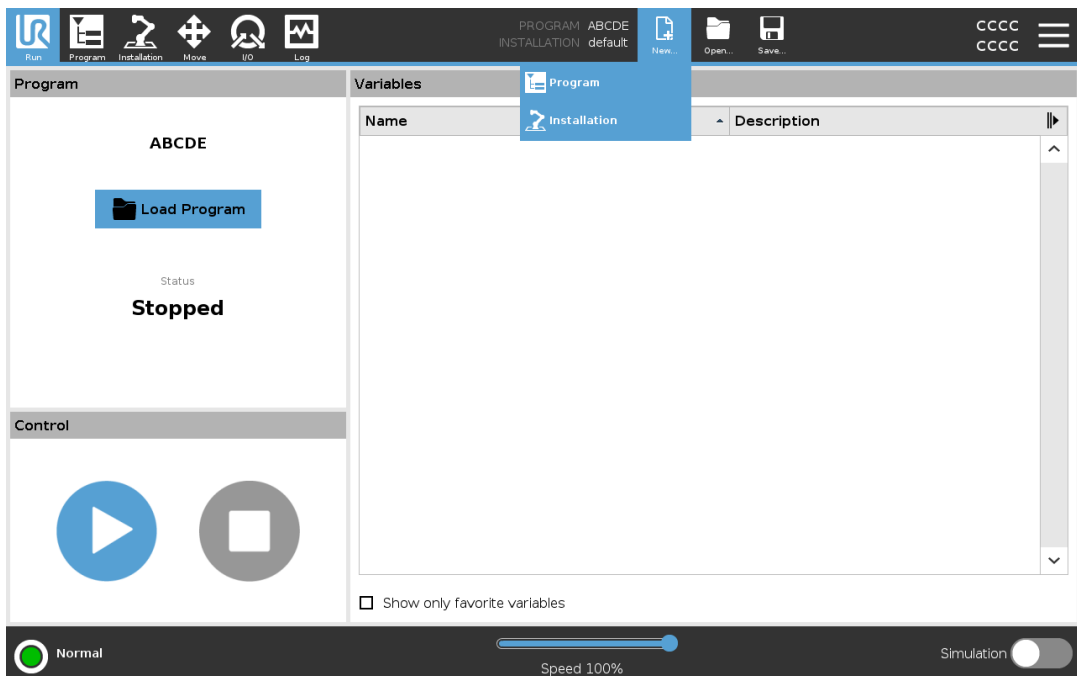 PROGRAM ABCDE
INSTALLATION default
CCCC
CCCC
Run Program Installation Move I/O Log New... Open... Save...
Program
Installation
Program
ABCDE
Load Program
Status
Stopped
Variables
Name Description
Show only favorite variables
Control
Normal
Speed 100%
Simulation